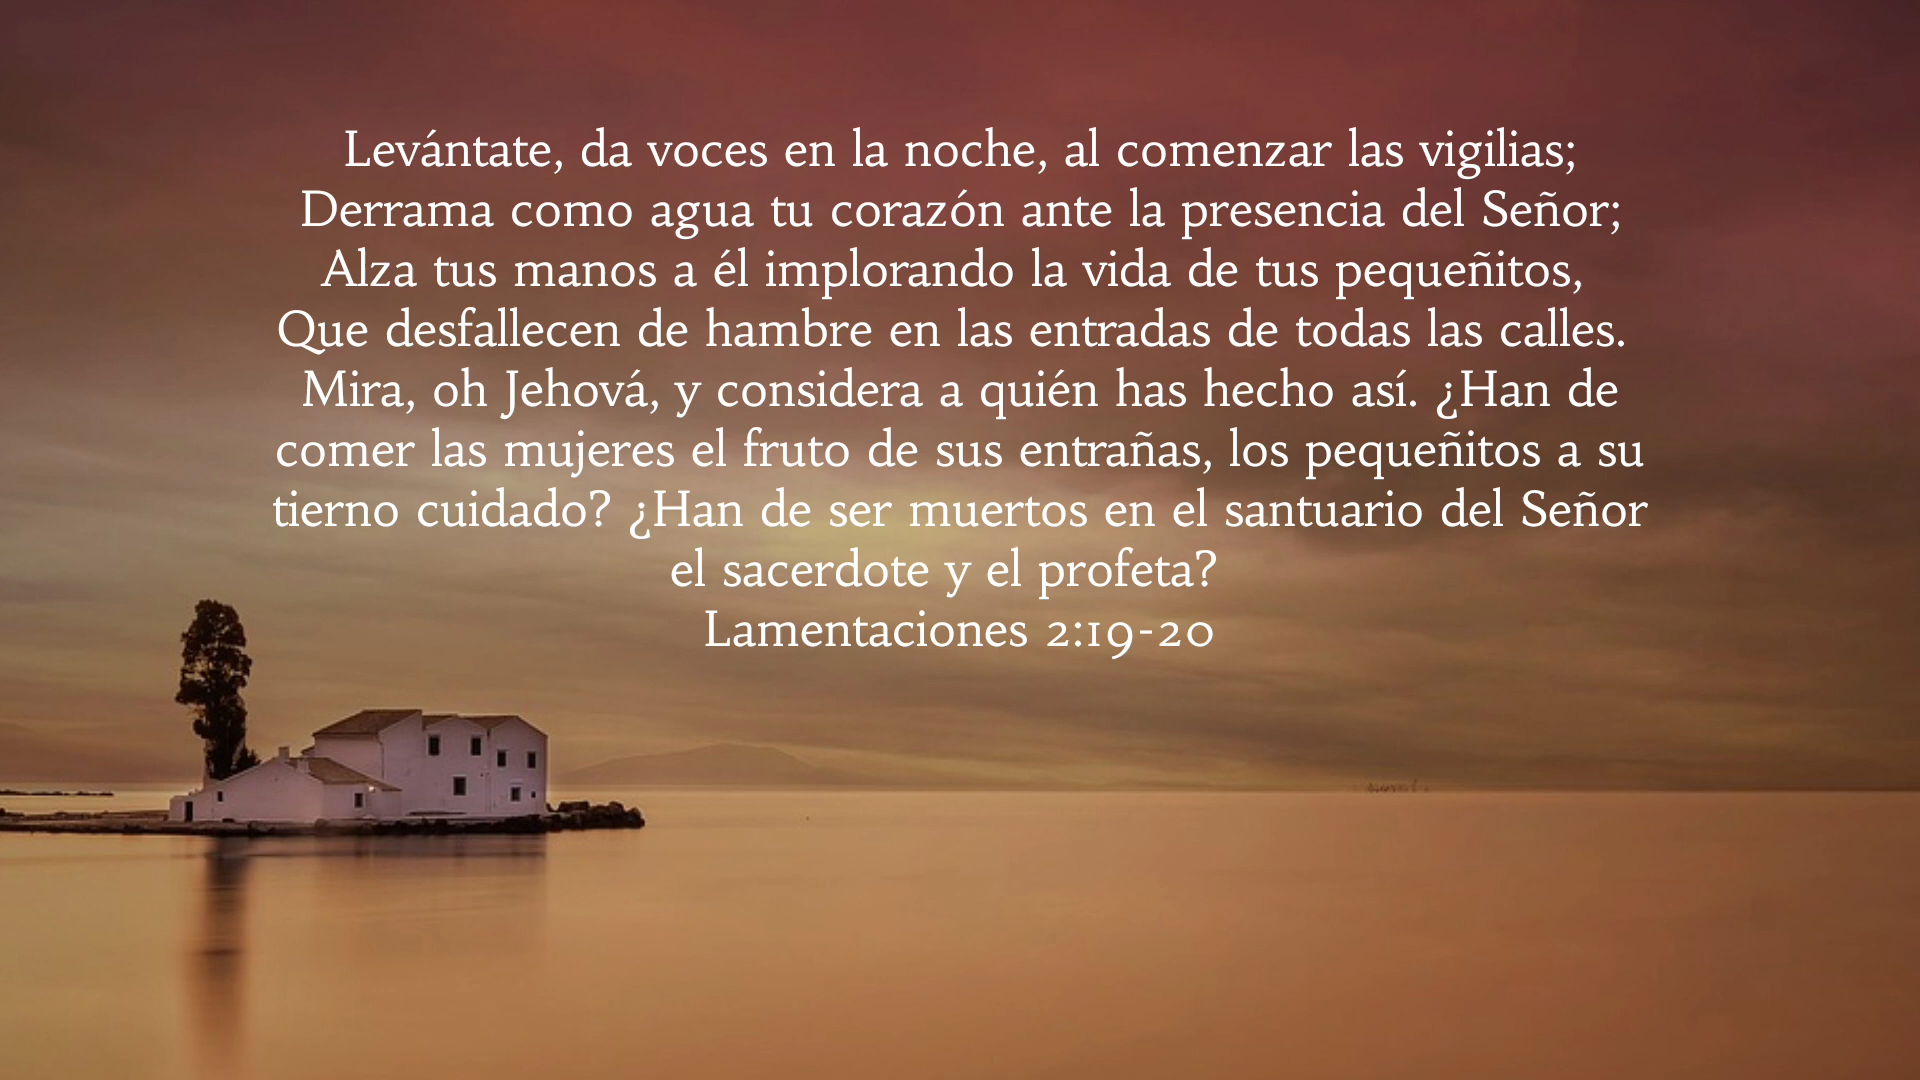 Levántate, da voces en la noche, al comenzar las vigilias;
Derrama como agua tu corazón ante la presencia del Señor;
Alza tus manos a él implorando la vida de tus pequeñitos,
Que desfallecen de hambre en las entradas de todas las calles.
Mira, oh Jehová, y considera a quién has hecho así. ¿Han de
comer las mujeres el fruto de sus entrañas, los pequeñitos a su
tierno cuidado? ¿Han de ser muertos en el santuario del Señor
el sacerdote y el profeta?
Lamentaciones 2:19-20